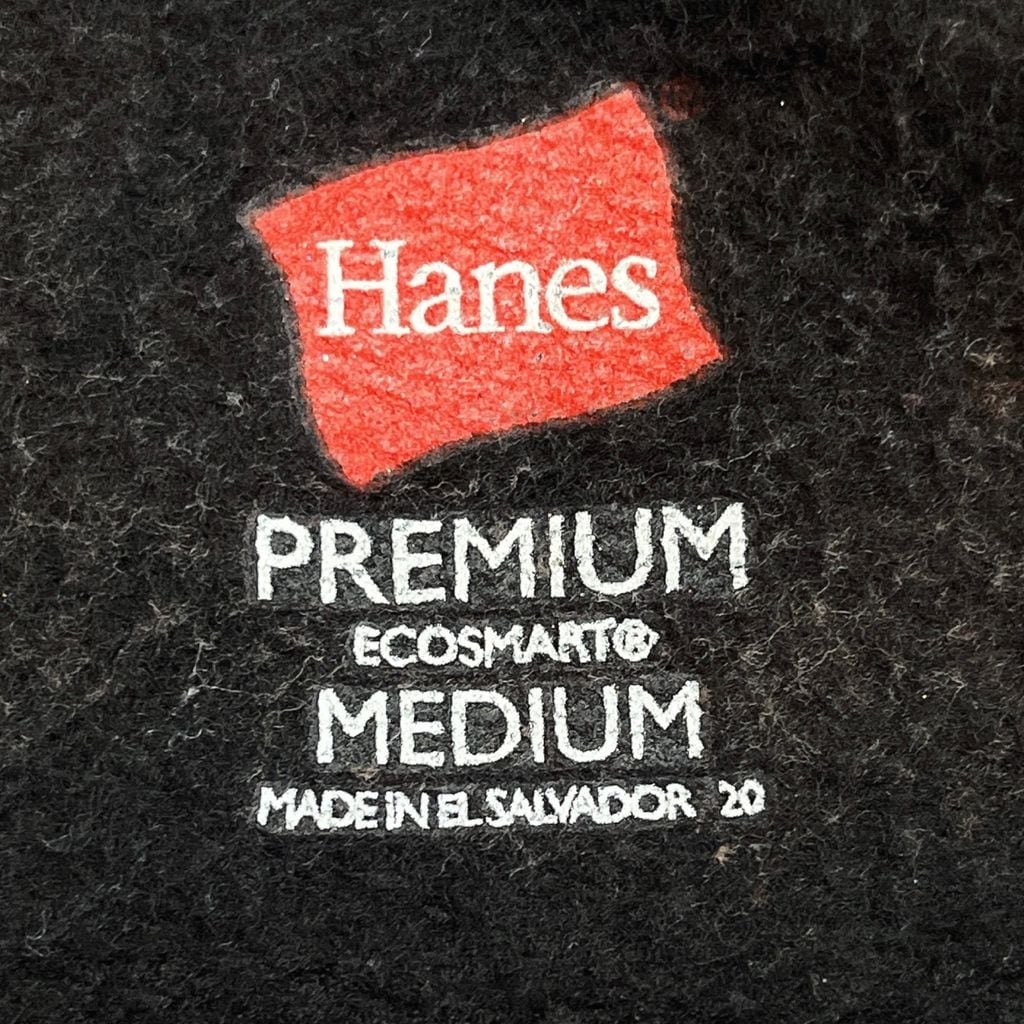 Hanes
PREMIUM
ECOSMART®
MEDIUM
MADE IN EL SALVADOR 20